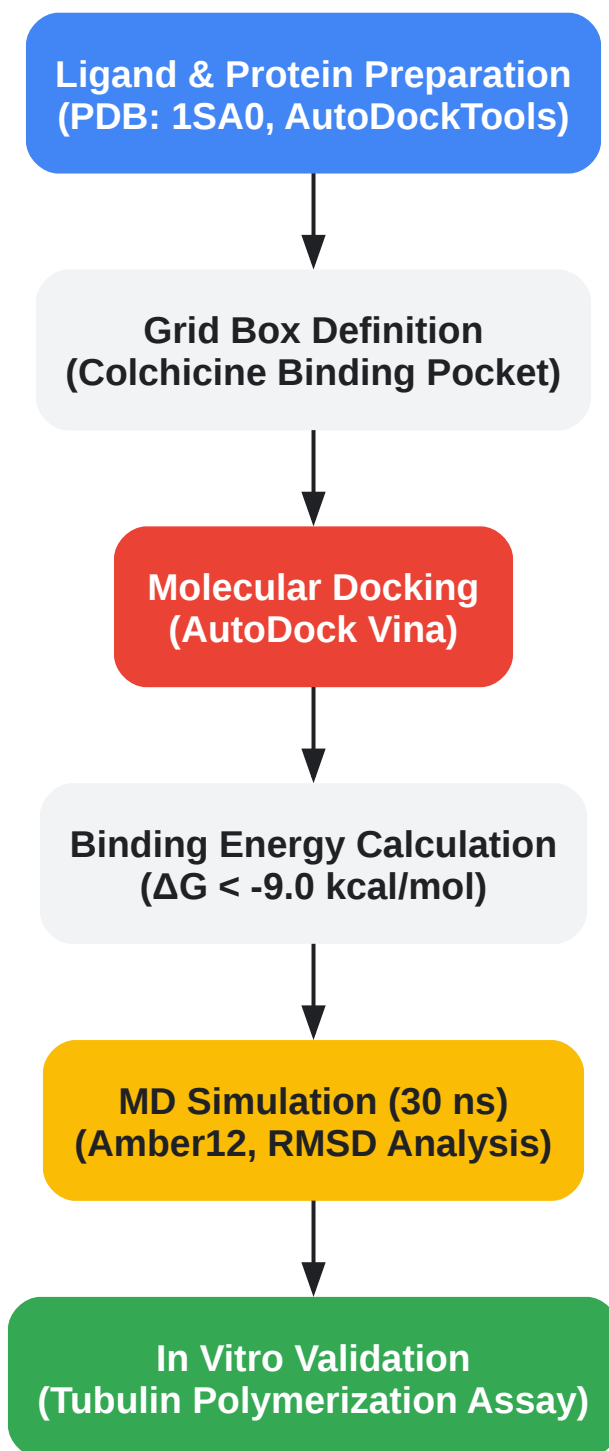 Ligand & Protein Preparation
(PDB: 1SA0, AutoDockTools)
Grid Box Definition
(Colchicine Binding Pocket)
Molecular Docking
(AutoDock Vina)
Binding Energy Calculation
(ΔG < -9.0 kcal/mol)
MD Simulation (30 ns)
(Amber12, RMSD Analysis)
In Vitro Validation
(Tubulin Polymerization Assay)